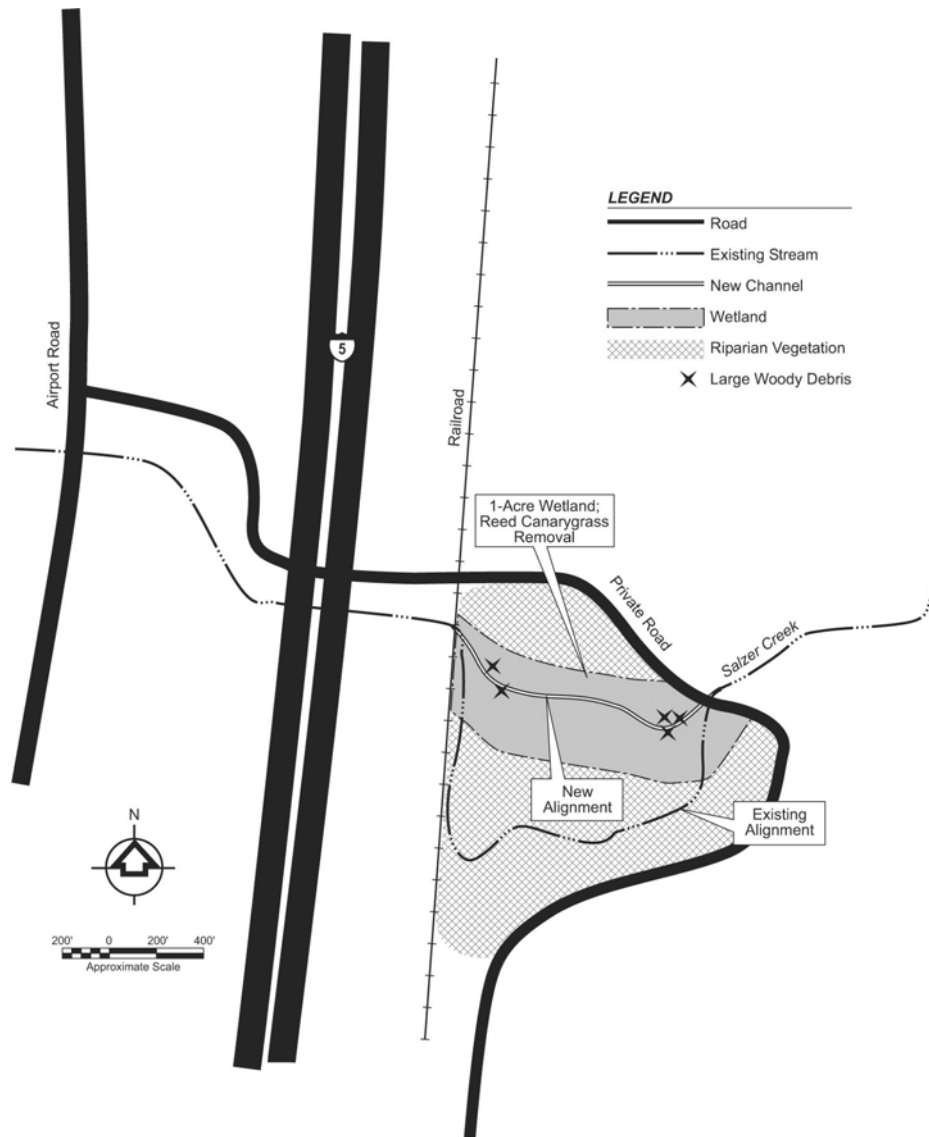 LEGEND
Road
Existing Stream
New Channel
Wetland
Riparian Vegetation
Large Woody Debris
Airport Road
5
Railroad
1-Acre Wetland;
Reed Canarygrass
Removal
Private Road
Salzer Creek
New
Alignment
Existing
Alignment
N
200' 0 200' 400'
Approximate Scale